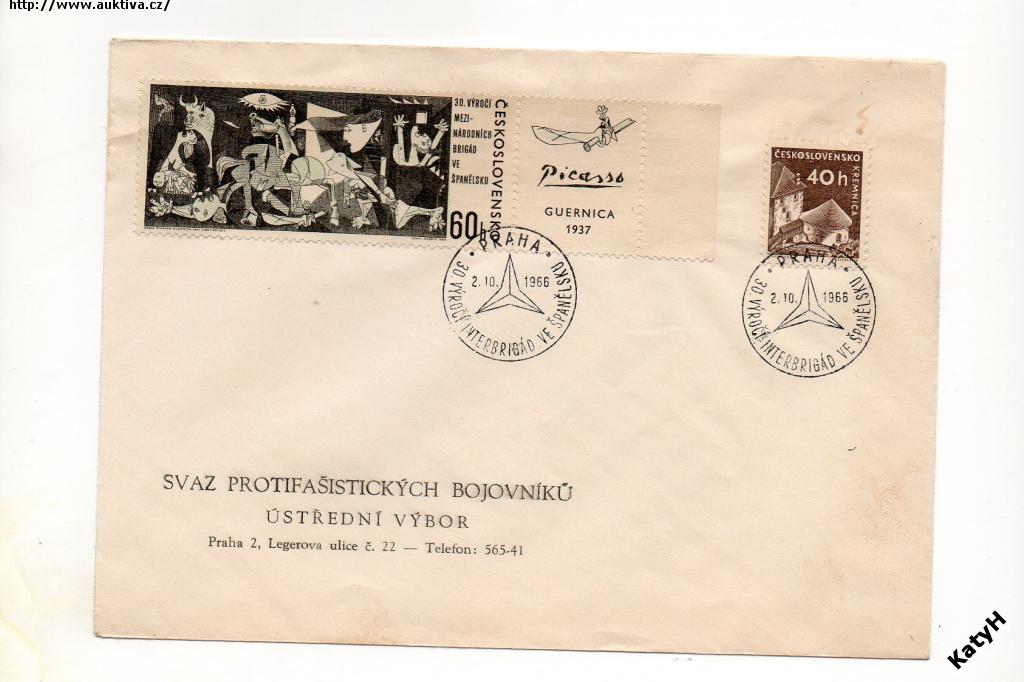 http://www.auktiva.cz/
30. VÝROČÍ
MEZI-
NÁRODNÍCH
BRIGÁD
VE
ŠPANĚLSKU
ČESKOSLOVENSKO
60h
Picasso
GUERNICA
1937
ČESKOSLOVENSKO
40h
KREMNICA
• PRAHA •
2.10. 1966
30. VÝROČÍ INTERBRIGÁD VE ŠPANĚLSKU
• PRAHA •
2.10. 1966
30. VÝROČÍ INTERBRIGÁD VE ŠPANĚLSKU
SVAZ PROTIFAŠISTICKÝCH BOJOVNÍKŮ
ÚSTŘEDNÍ VÝBOR
Praha 2, Legerova ulice č. 22 — Telefon: 565-41
KatyH